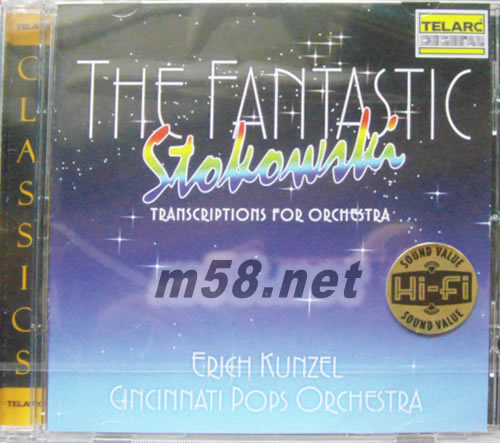 TELARC
DIGITAL
THE FANTASTIC
Stokowski
TRANSCRIPTIONS FOR ORCHESTRA
CLASSICS
m58.net
SOUND VALUE
Hi-Fi
SOUND VALUE
ERICH KUNZEL
CINCINNATI POPS ORCHESTRA